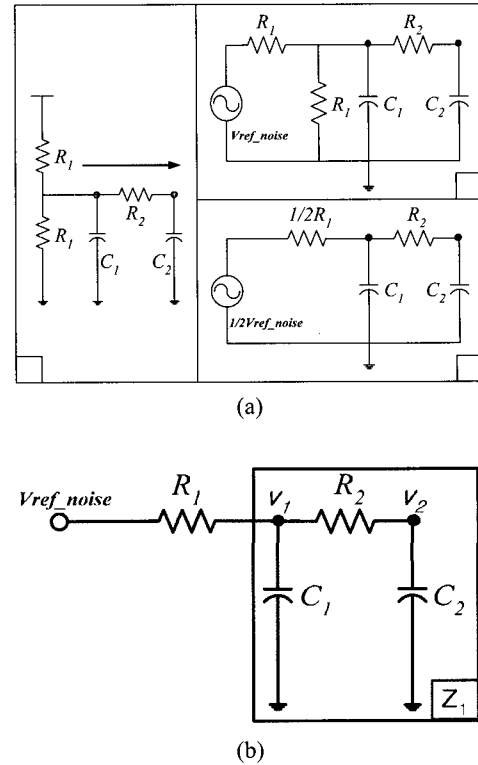 R1
R1
R2
C1
C2
R1
R2
R1
C1
C2
Vref_noise
1/2R1
R2
C1
C2
1/2Vref_noise
(a)
Vref_noise
R1
V1
R2
V2
C1
C2
Z1
(b)